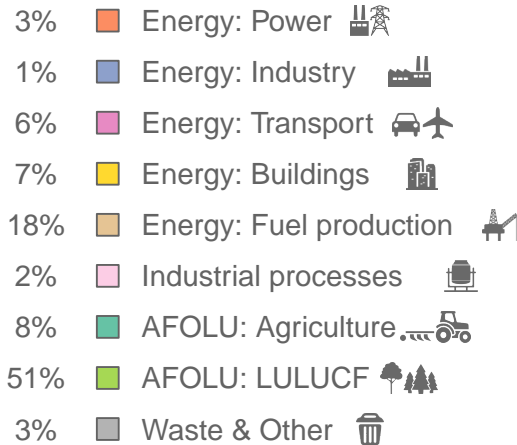 3% Energy: Power
1% Energy: Industry
6% Energy: Transport
7% Energy: Buildings
18% Energy: Fuel production
2% Industrial processes
8% AFOLU: Agriculture
51% AFOLU: LULUCF
3% Waste & Other